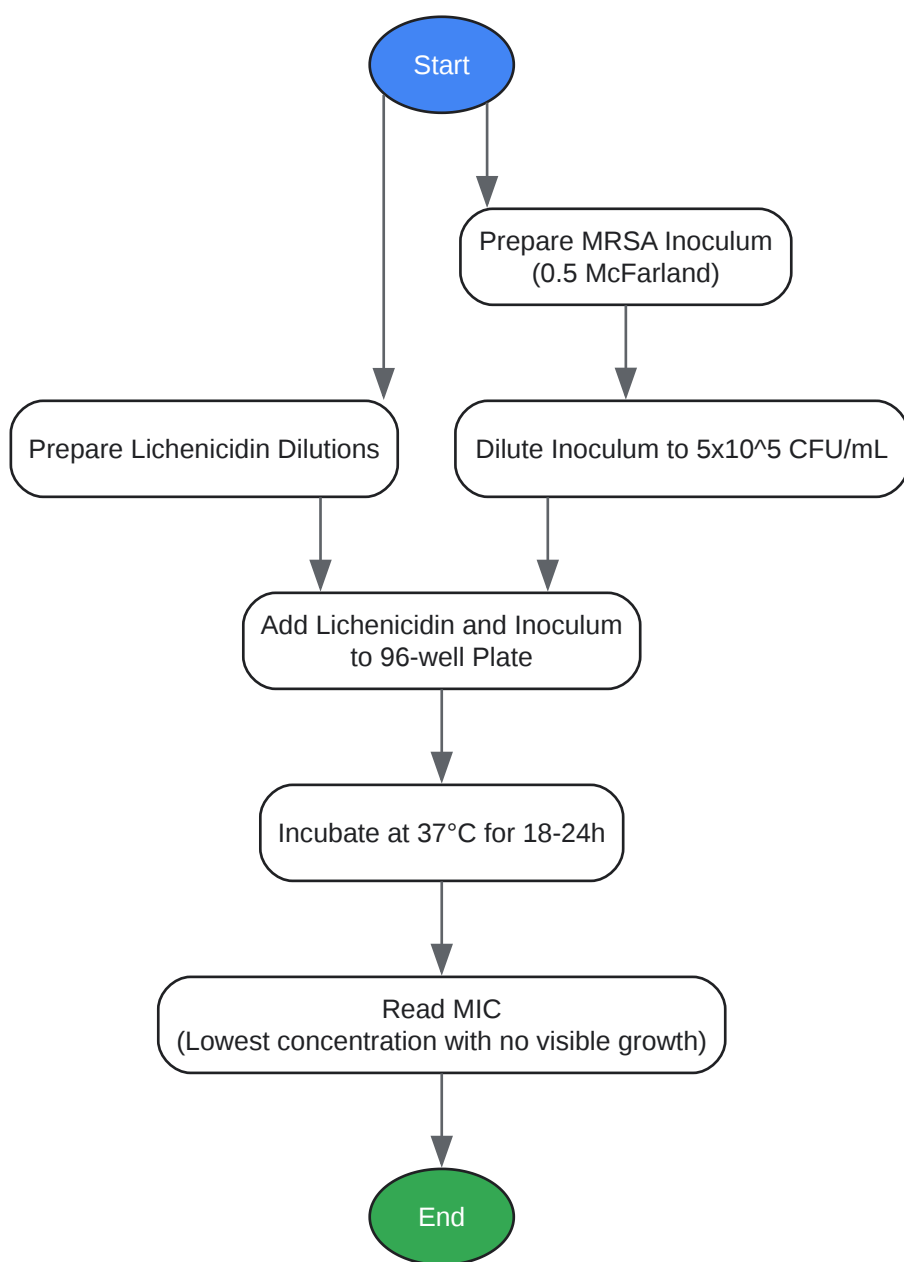 Start
Prepare MRSA Inoculum
(0.5 McFarland)
Prepare Lichenicidin Dilutions
Dilute Inoculum to 5x10^5 CFU/mL
Add Lichenicidin and Inoculum
to 96-well Plate
Incubate at 37°C for 18-24h
Read MIC
(Lowest concentration with no visible growth)
End